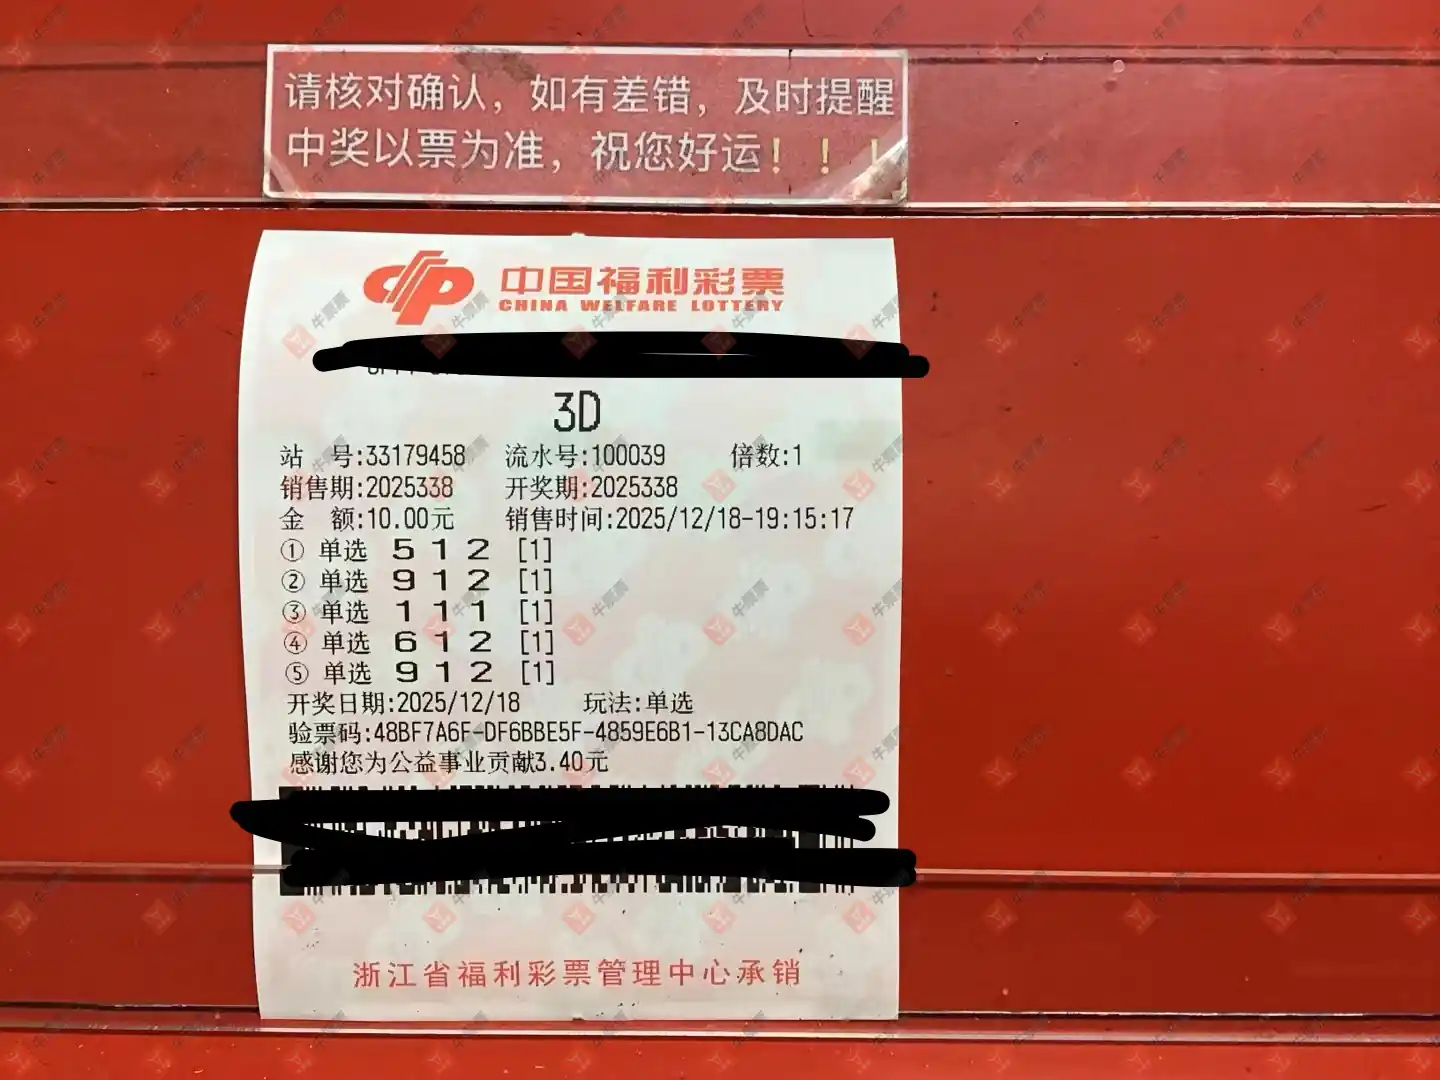 请核对确认，如有差错，及时提醒
中奖以票为准，祝您好运！！！
中国福利彩票
CHINA WELFARE LOTTERY
3D
站　号:33179458 流水号:100039 倍数:1
销售期:2025338 开奖期:2025338
金　额:10.00元 销售时间:2025/12/18-19:15:17
① 单选 5 1 2 [1]
② 单选 9 1 2 [1]
③ 单选 1 1 1 [1]
④ 单选 6 1 2 [1]
⑤ 单选 9 1 2 [1]
开奖日期:2025/12/18 玩法:单选
验票码:48BF7A6F-DF6BBE5F-4859E6B1-13CA8DAC
感谢您为公益事业贡献3.40元
浙江省福利彩票管理中心承销
牛票票